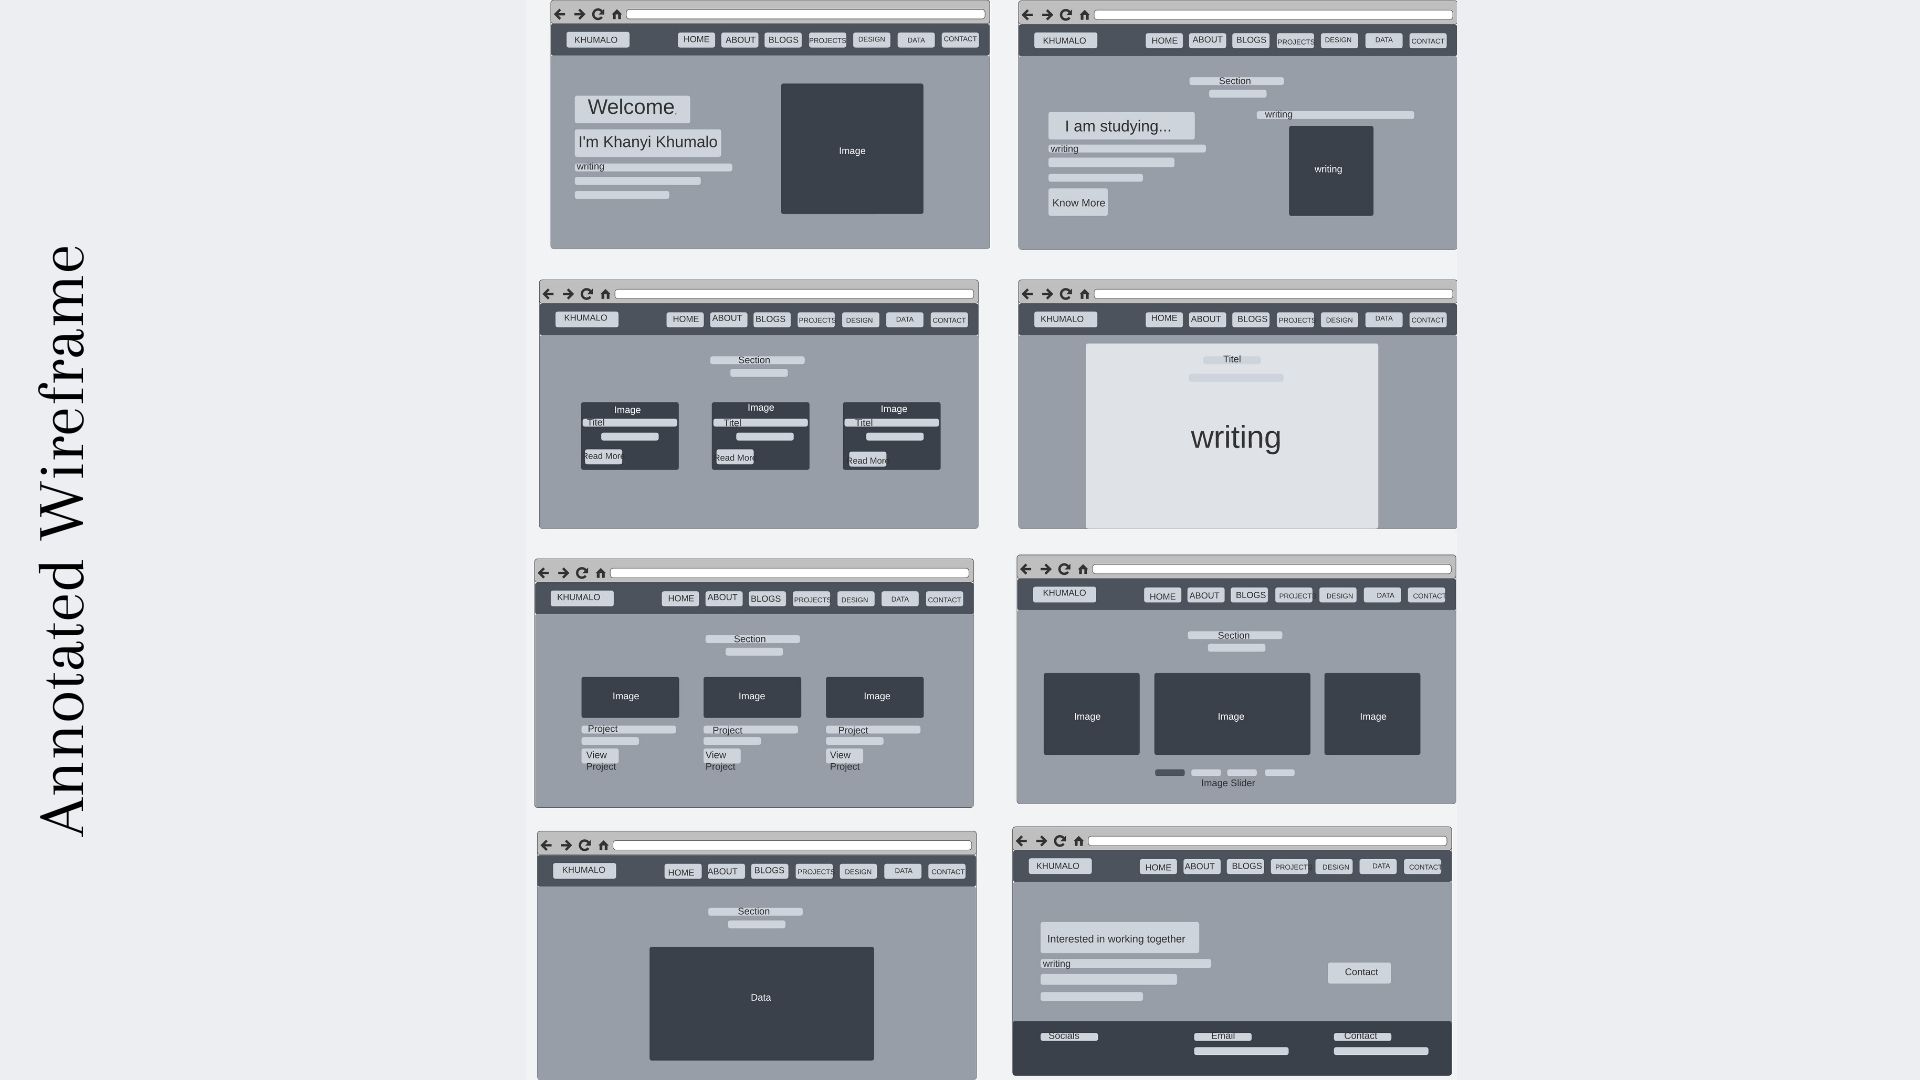 Annotated Wireframe
KHUMALO HOME ABOUT BLOGS PROJECTS DESIGN DATA CONTACT
Welcome.
I'm Khanyi Khumalo
writing
Image
KHUMALO HOME ABOUT BLOGS PROJECTS DESIGN DATA CONTACT
Section
writing
I am studying...
writing
writing
Know More
KHUMALO HOME ABOUT BLOGS PROJECTS DESIGN DATA CONTACT
Section
Image Image Image
Titel Titel Titel
Read More Read More Read More
KHUMALO HOME ABOUT BLOGS PROJECTS DESIGN DATA CONTACT
Titel
writing
KHUMALO HOME ABOUT BLOGS PROJECTS DESIGN DATA CONTACT
Section
Image Image Image
Project Project Project
View View View
Project Project Project
KHUMALO HOME ABOUT BLOGS PROJECT DESIGN DATA CONTACT
Section
Image Image Image
Image Slider
KHUMALO HOME ABOUT BLOGS PROJECTS DESIGN DATA CONTACT
Section
Data
KHUMALO HOME ABOUT BLOGS PROJECT DESIGN DATA CONTACT
Interested in working together
writing
Contact
Socials Email Contact